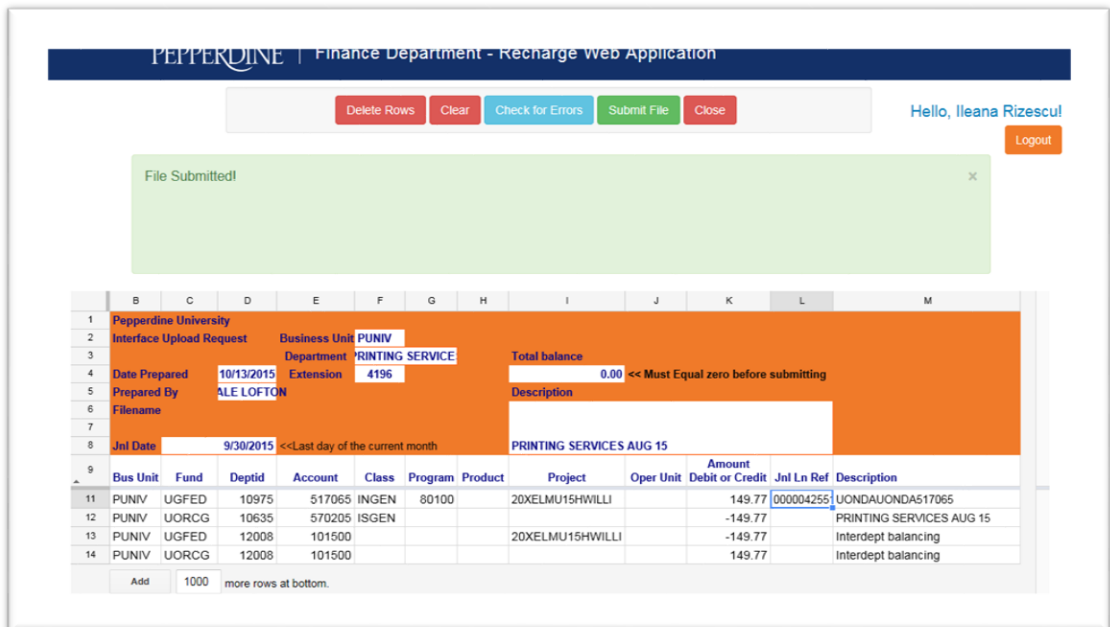 PEPPERDINE | Finance Department - Recharge Web Application
Delete Rows Clear Check for Errors Submit File Close
Hello, Ileana Rizescu!
Logout
File Submitted! ×
B C D E F G H I J K L M
1 Pepperdine University
2 Interface Upload Request Business Unit PUNIV
3 Department PRINTING SERVICE Total balance
4 Date Prepared 10/13/2015 Extension 4196 0.00 << Must Equal zero before submitting
5 Prepared By ALE LOFTON Description
6 Filename
7
8 Jnl Date 9/30/2015 <<Last day of the current month PRINTING SERVICES AUG 15
9 Bus Unit Fund Deptid Account Class Program Product Project Oper Unit Amount Debit or Credit Jnl Ln Ref Description
11 PUNIV UGFED 10975 517065 INGEN 80100 20XELMU15HWILLI 149.77 000004255 UONDAUONDA517065
12 PUNIV UORCG 10635 570205 ISGEN -149.77 PRINTING SERVICES AUG 15
13 PUNIV UGFED 12008 101500 20XELMU15HWILLI -149.77 Interdept balancing
14 PUNIV UORCG 12008 101500 149.77 Interdept balancing
Add 1000 more rows at bottom.